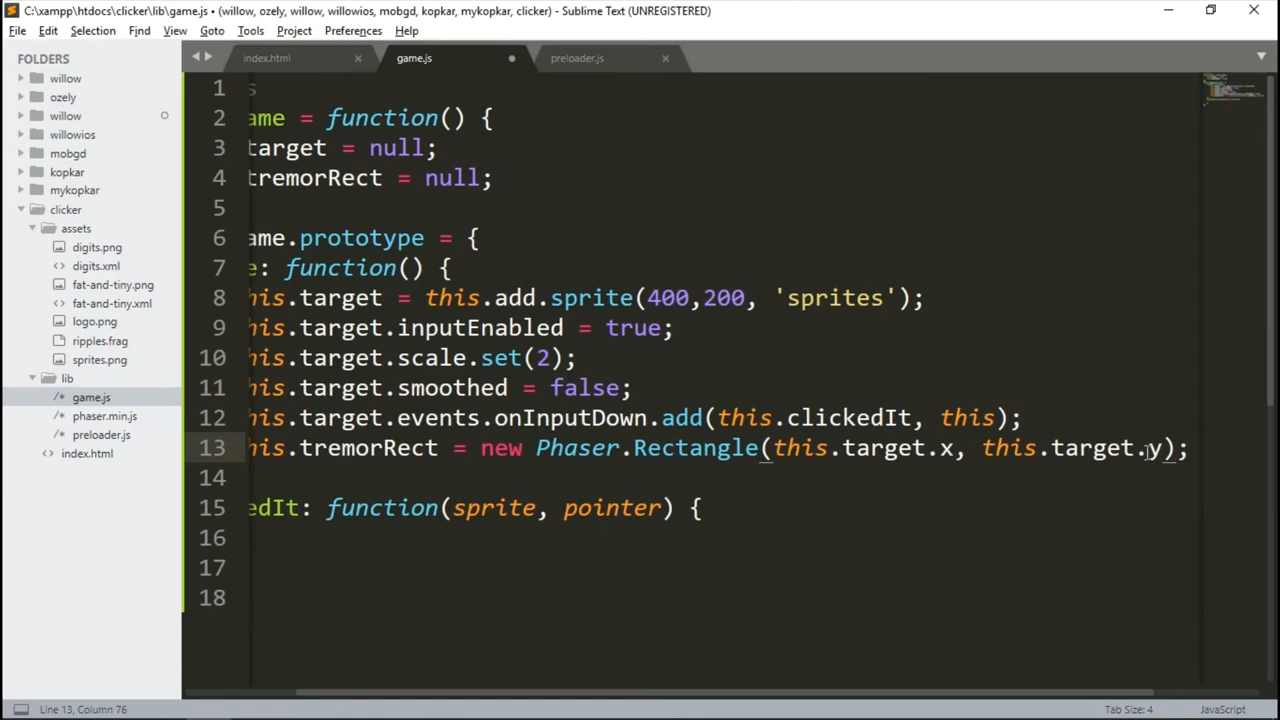 C:\xampp\htdocs\clicker\lib\game.js • (willow, ozely, willow, willowios, mobgd, kopkar, mykopkar, clicker) - Sublime Text (UNREGISTERED)
File Edit Selection Find View Goto Tools Project Preferences Help
FOLDERS
willow
ozely
willow
willowios
mobgd
kopkar
mykopkar
clicker
assets
digits.png
digits.xml
fat-and-tiny.png
fat-and-tiny.xml
logo.png
ripples.frag
sprites.png
lib
game.js
phaser.min.js
preloader.js
index.html
index.html game.js preloader.js
1 s
2 ame = function() {
3 target = null;
4 tremorRect = null;
5
6 ame.prototype = {
7 e: function() {
8 his.target = this.add.sprite(400,200, 'sprites');
9 his.target.inputEnabled = true;
10 his.target.scale.set(2);
11 his.target.smoothed = false;
12 his.target.events.onInputDown.add(this.clickedIt, this);
13 his.tremorRect = new Phaser.Rectangle(this.target.x, this.target.y);
14
15 edIt: function(sprite, pointer) {
16
17
18
Line 13, Column 76 Tab Size: 4 JavaScript